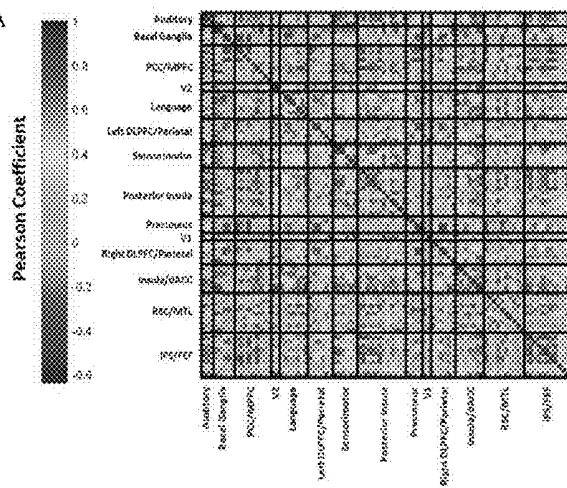 A
Pearson Coefficient
1
0.8
0.6
0.4
0.2
0
-0.2
-0.4
-0.6
Auditory
Basal Ganglia
PCC/MPFC
V2
Language
Left DLPFC/Parietal
Sensorimotor
Posterior Insula
Precuneus
V1
Right DLPFC/Parietal
Insula/dACC
RSC/MTL
IPS/FEF
Auditory
Basal Ganglia
PCC/MPFC
V2
Language
Left DLPFC/Parietal
Sensorimotor
Posterior Insula
Precuneus
V1
Right DLPFC/Parietal
Insula/dACC
RSC/MTL
IPS/FEF